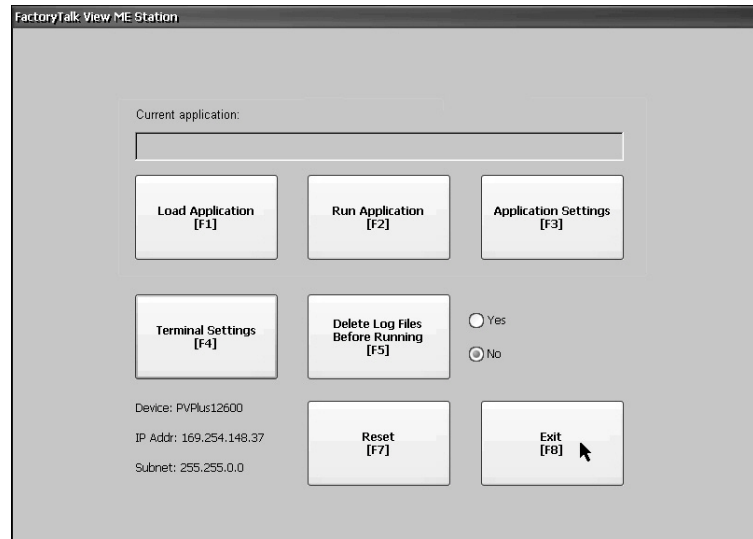 FactoryTalk View ME Station
Current application:
Load Application
[F1]
Run Application
[F2]
Application Settings
[F3]
Terminal Settings
[F4]
Delete Log Files
Before Running
[F5]
Yes
No
Device: PVPlus12600
IP Addr: 169.254.148.37
Subnet: 255.255.0.0
Reset
[F7]
Exit
[F8]